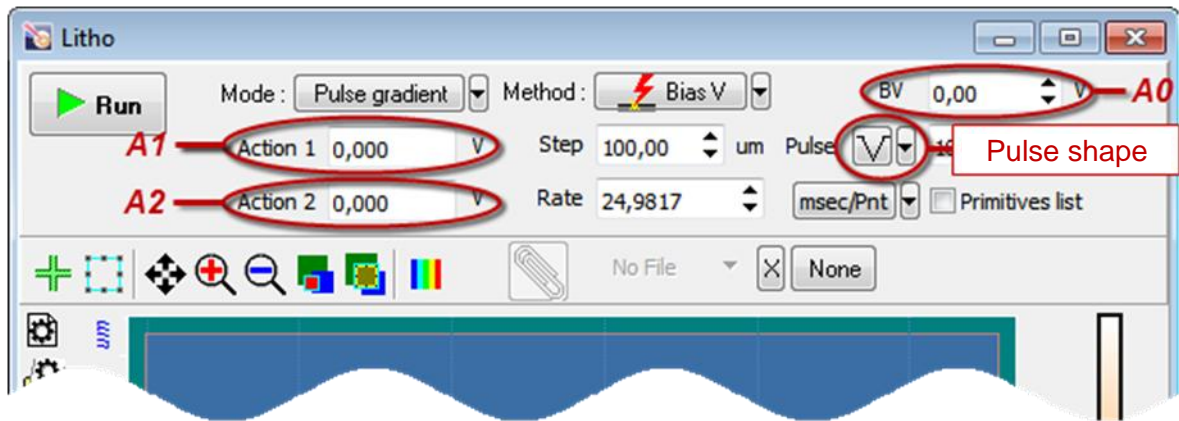 Litho
Run Mode : Pulse gradient Method : Bias V BV 0,00 V A0
A1 Action 1 0,000 V Step 100,00 um Pulse Pulse shape
A2 Action 2 0,000 V Rate 24,9817 msec/Pnt Primitives list
No File X None